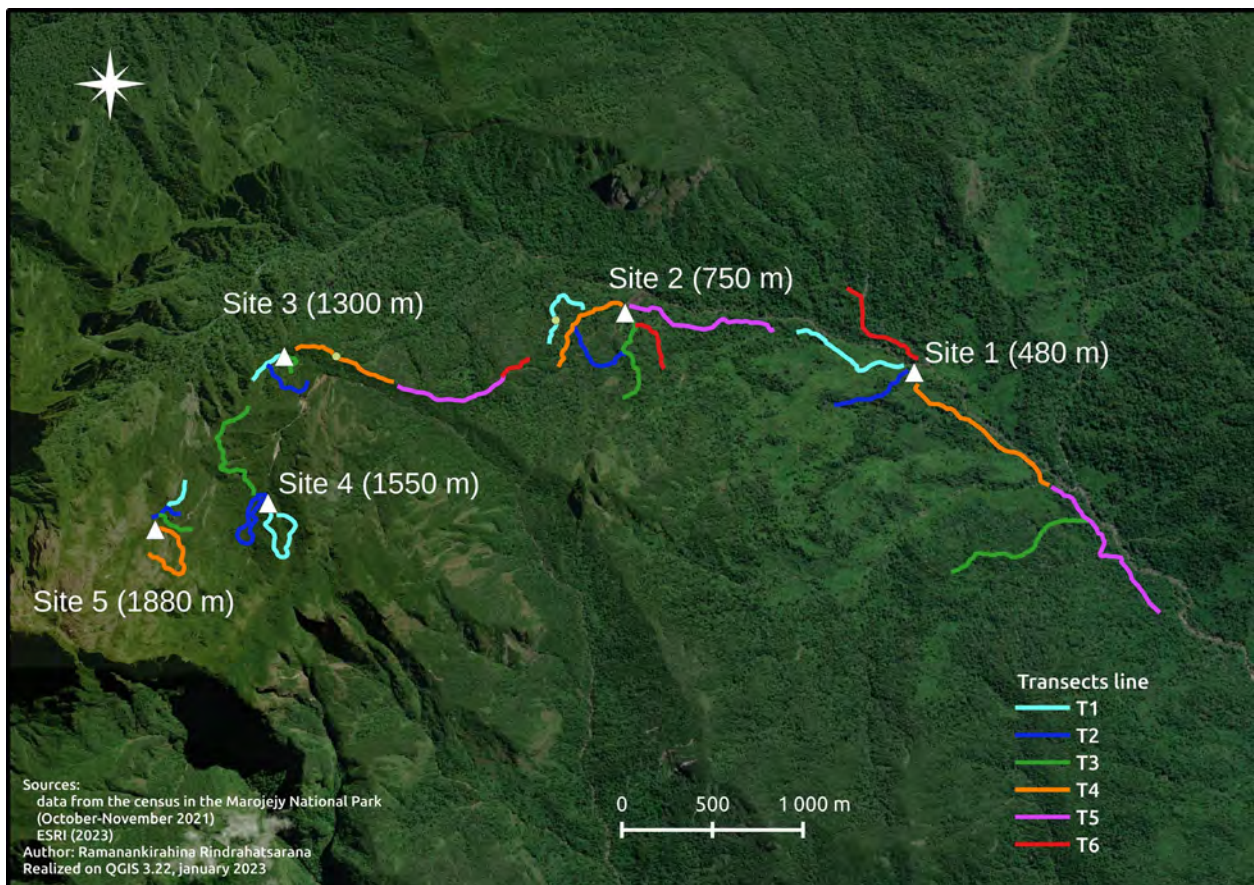 Site 2 (750 m)
Site 3 (1300 m)
Site 1 (480 m)
Site 4 (1550 m)
Site 5 (1880 m)
Transects line
T1
T2
T3
T4
T5
T6
0 500 1 000 m
Sources:
data from the census in the Marojejy National Park
(October-November 2021)
ESRI (2023)
Author: Ramanankirahina Rindrahatsarana
Realized on QGIS 3.22, january 2023